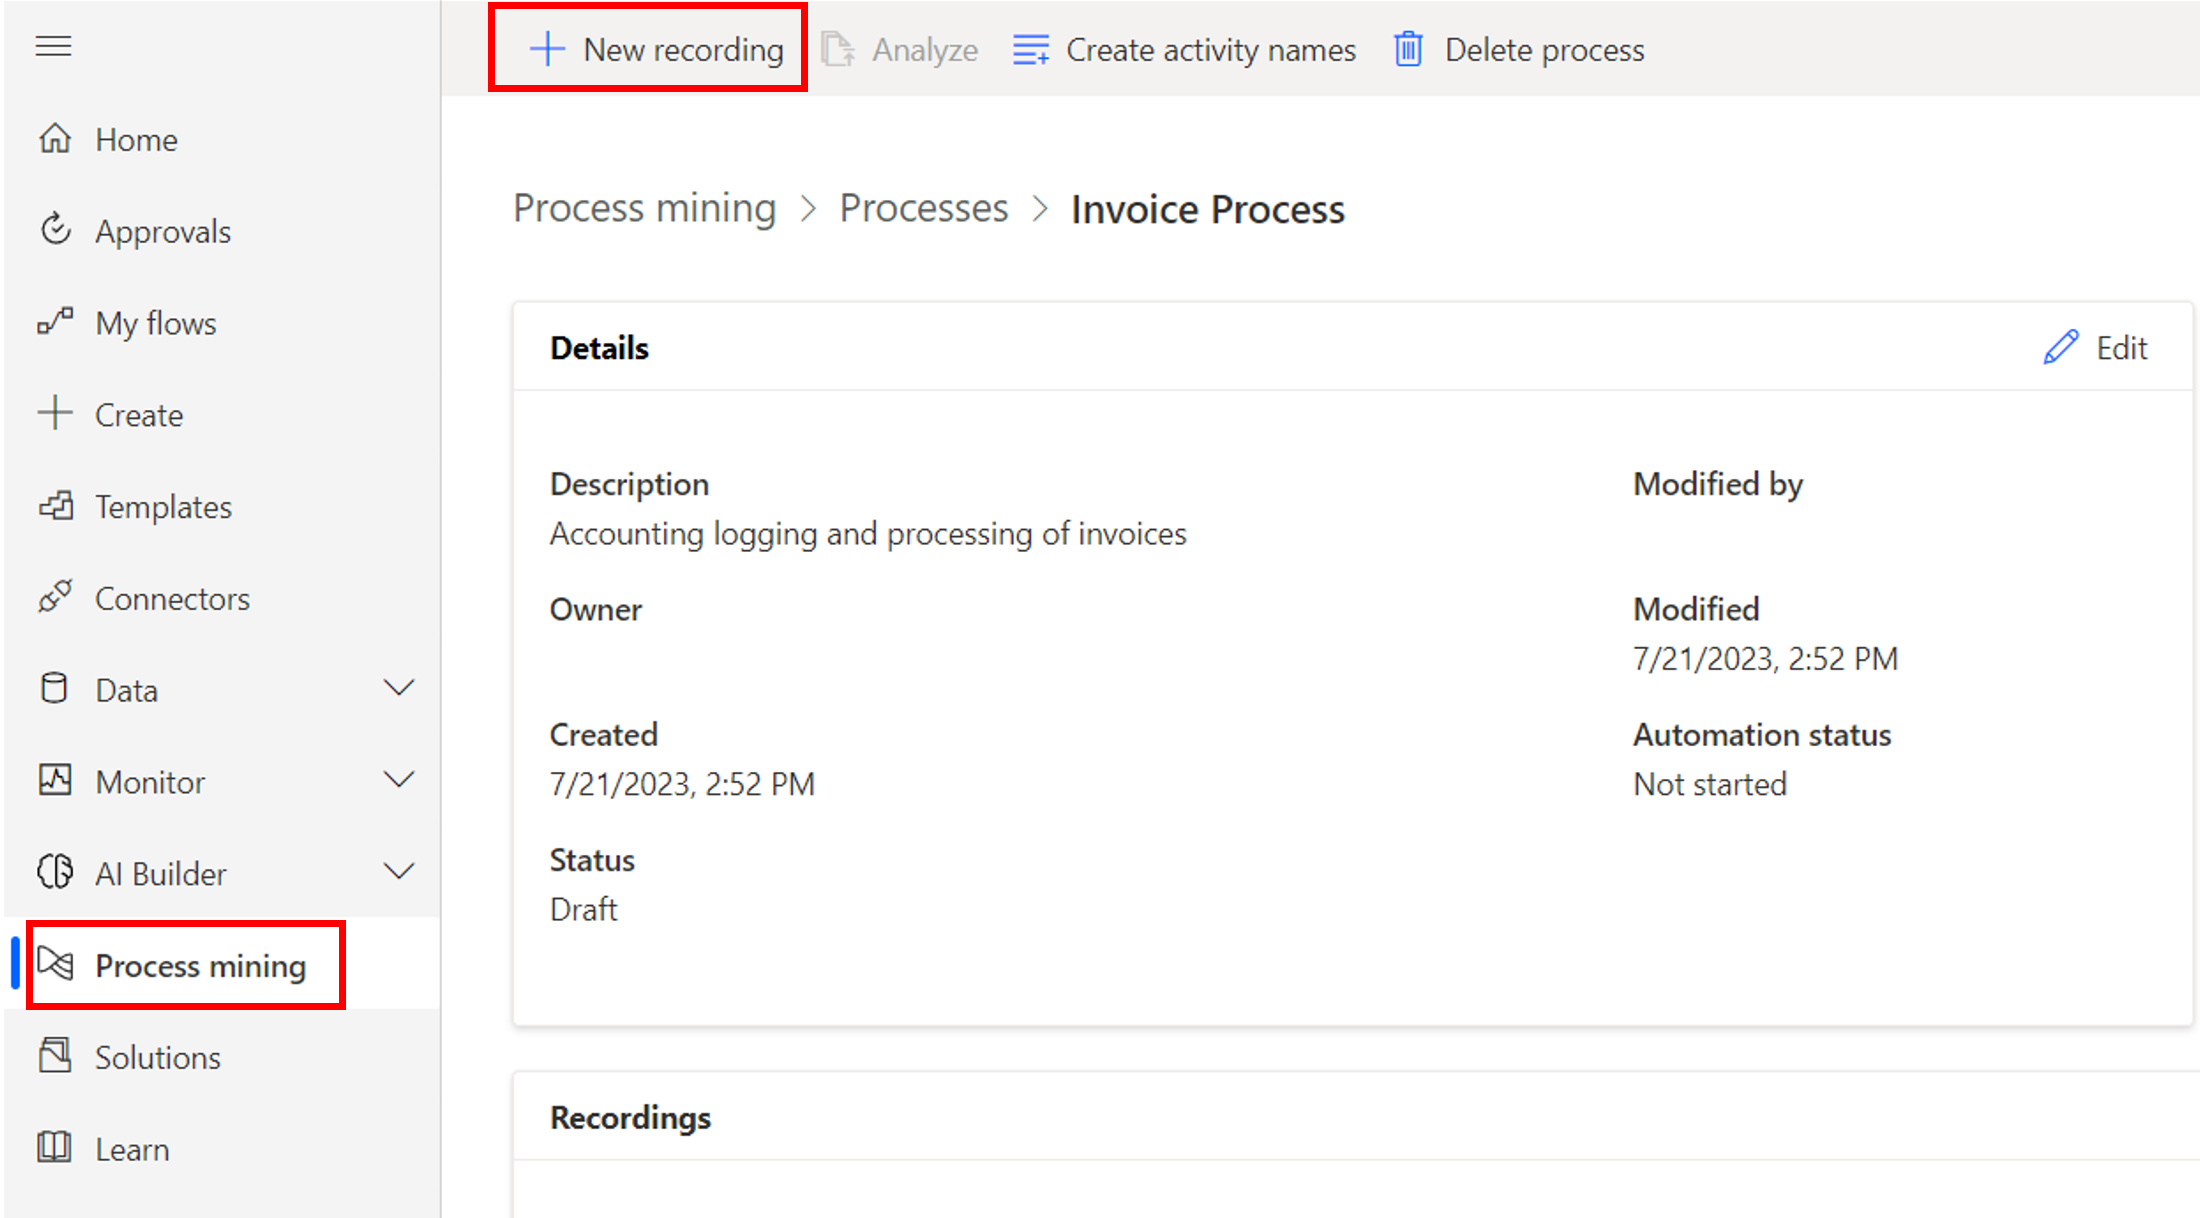 New recording
Analyze
Create activity names
Delete process
Home
Approvals
My flows
Create
Templates
Connectors
Data
Monitor
AI Builder
Process mining
Solutions
Learn
Process mining > Processes > Invoice Process
Details
Edit
Description
Accounting logging and processing of invoices
Modified by
Owner
Modified
7/21/2023, 2:52 PM
Created
7/21/2023, 2:52 PM
Automation status
Not started
Status
Draft
Recordings